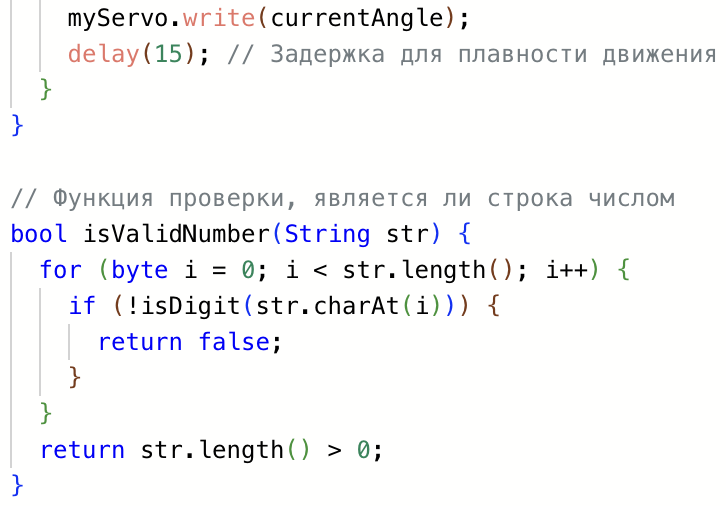 myServo.write(currentAngle);
delay(15); // Задержка для плавности движения
}
}
// Функция проверки, является ли строка числом
bool isValidNumber(String str) {
for (byte i = 0; i < str.length(); i++) {
if (!isDigit(str.charAt(i))) {
return false;
}
}
return str.length() > 0;
}